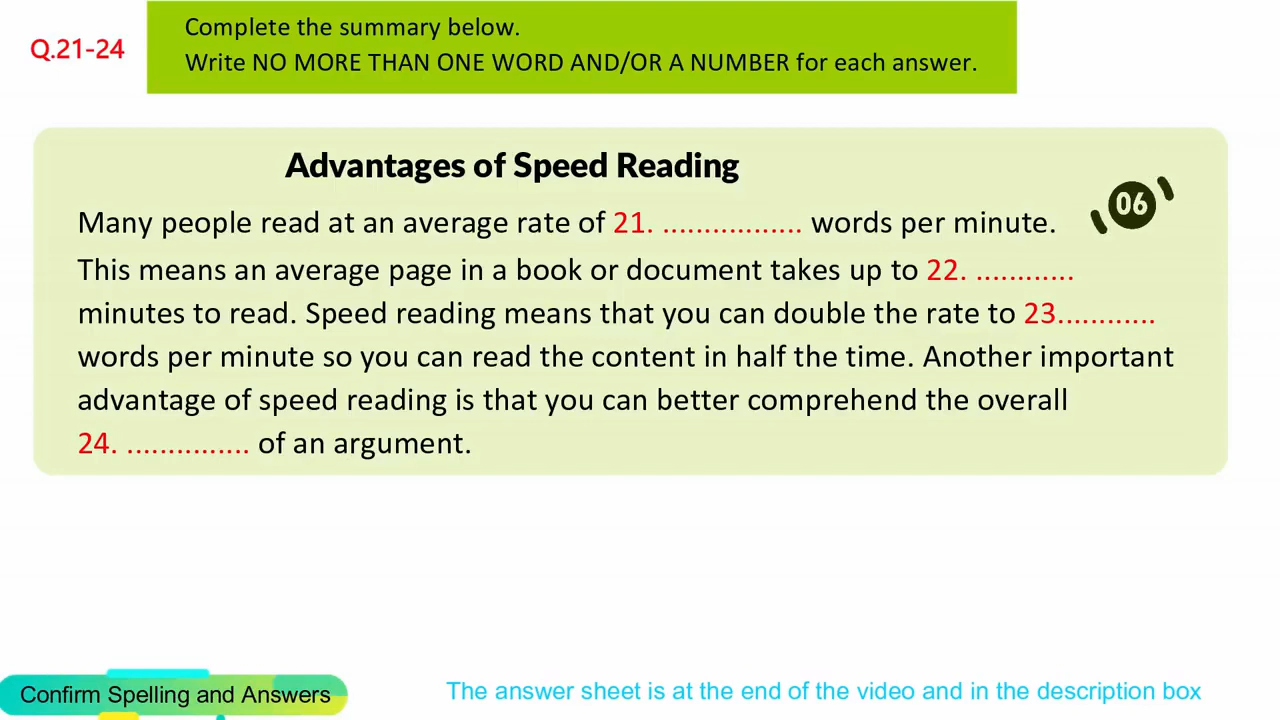 Q.21-24
Complete the summary below.
Write NO MORE THAN ONE WORD AND/OR A NUMBER for each answer.
Advantages of Speed Reading
06
Many people read at an average rate of 21. ................. words per minute.
This means an average page in a book or document takes up to 22. ............
minutes to read. Speed reading means that you can double the rate to 23............
words per minute so you can read the content in half the time. Another important
advantage of speed reading is that you can better comprehend the overall
24. ............... of an argument.
Confirm Spelling and Answers
The answer sheet is at the end of the video and in the description box